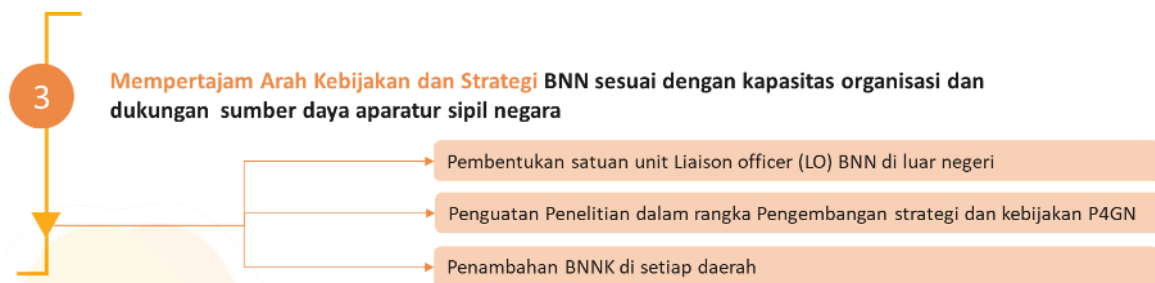 3
Mempertajam Arah Kebijakan dan Strategi BNN sesuai dengan kapasitas organisasi dan
dukungan sumber daya aparatur sipil negara
Pembentukan satuan unit Liaison officer (LO) BNN di luar negeri
Penguatan Penelitian dalam rangka Pengembangan strategi dan kebijakan P4GN
Penambahan BNNK di setiap daerah